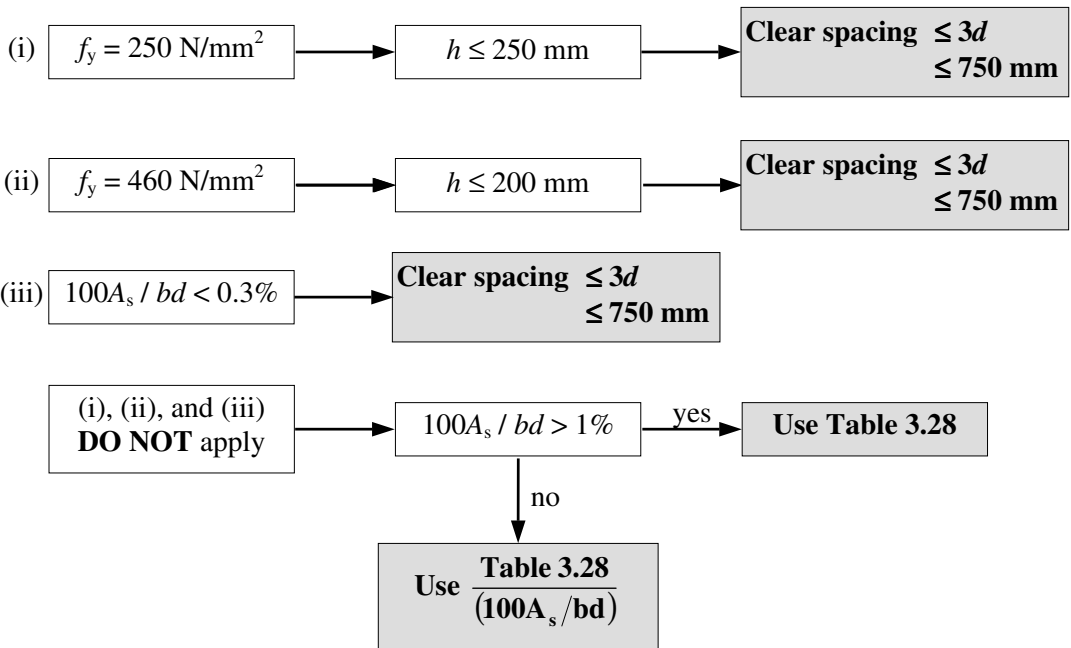 (i) f_y = 250 N/mm² h ≤ 250 mm Clear spacing ≤ 3d
≤ 750 mm
(ii) f_y = 460 N/mm² h ≤ 200 mm Clear spacing ≤ 3d
≤ 750 mm
(iii) 100A_s / bd < 0.3% Clear spacing ≤ 3d
≤ 750 mm
(i), (ii), and (iii)
DO NOT apply
100A_s / bd > 1%
yes
Use Table 3.28
no
Use Table 3.28
(100A_s/bd)